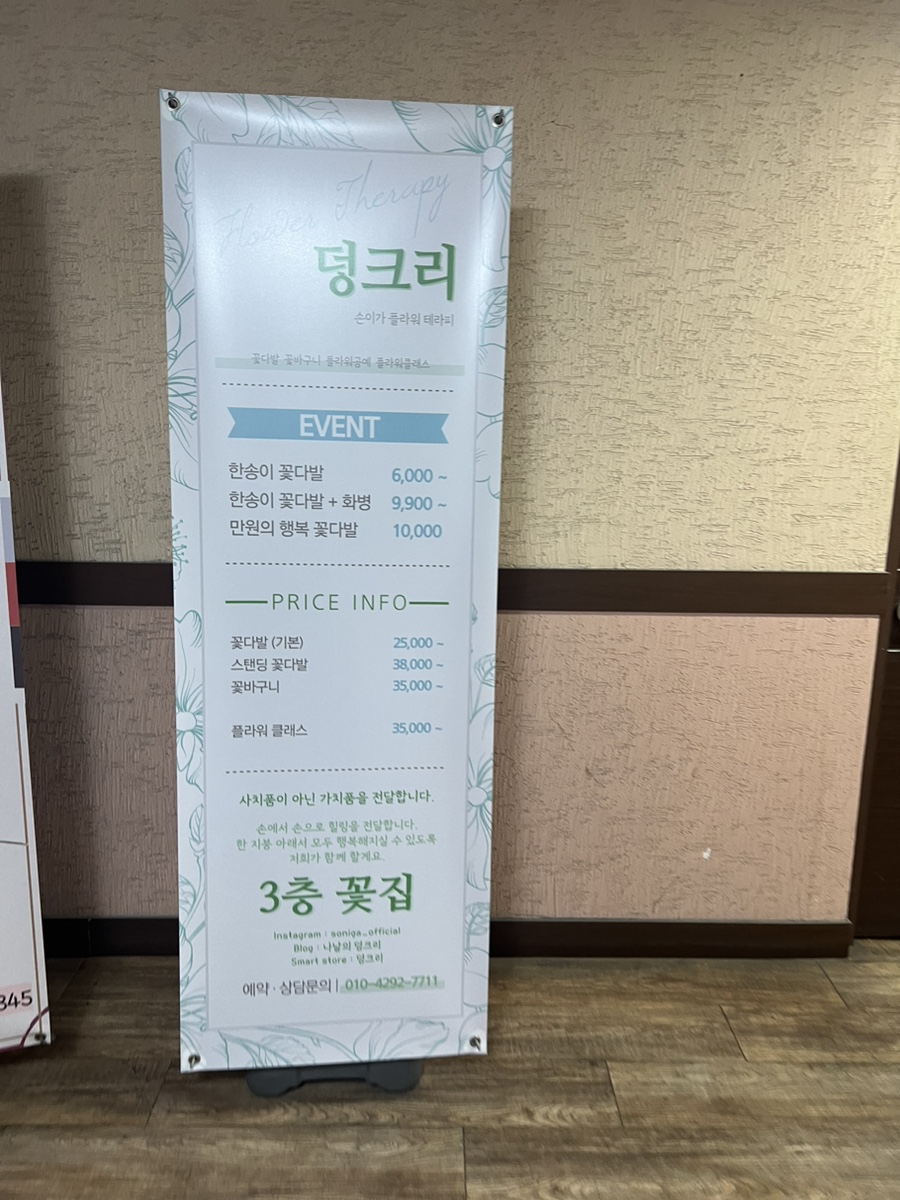 Flower Therapy
덩크리
손이가 플라워 테라피
꽃다발 꽃바구니 플라워공예 플라워클래스
EVENT
한송이 꽃다발 6,000 ~
한송이 꽃다발 + 화병 9,900 ~
만원의 행복 꽃다발 10,000
PRICE INFO
꽃다발 (기본) 25,000 ~
스탠딩 꽃다발 38,000 ~
꽃바구니 35,000 ~
플라워 클래스 35,000 ~
사치품이 아닌 가치품을 전달합니다.
손에서 손으로 힐링을 전달합니다.
한 지붕 아래서 모두 행복해지실 수 있도록
저희가 함께 할게요.
3층 꽃집
Instagram : soniga_official
Blog : 나날의 덩크리
Smart store : 덩크리
예약 · 상담문의 | 010-4292-7711
345